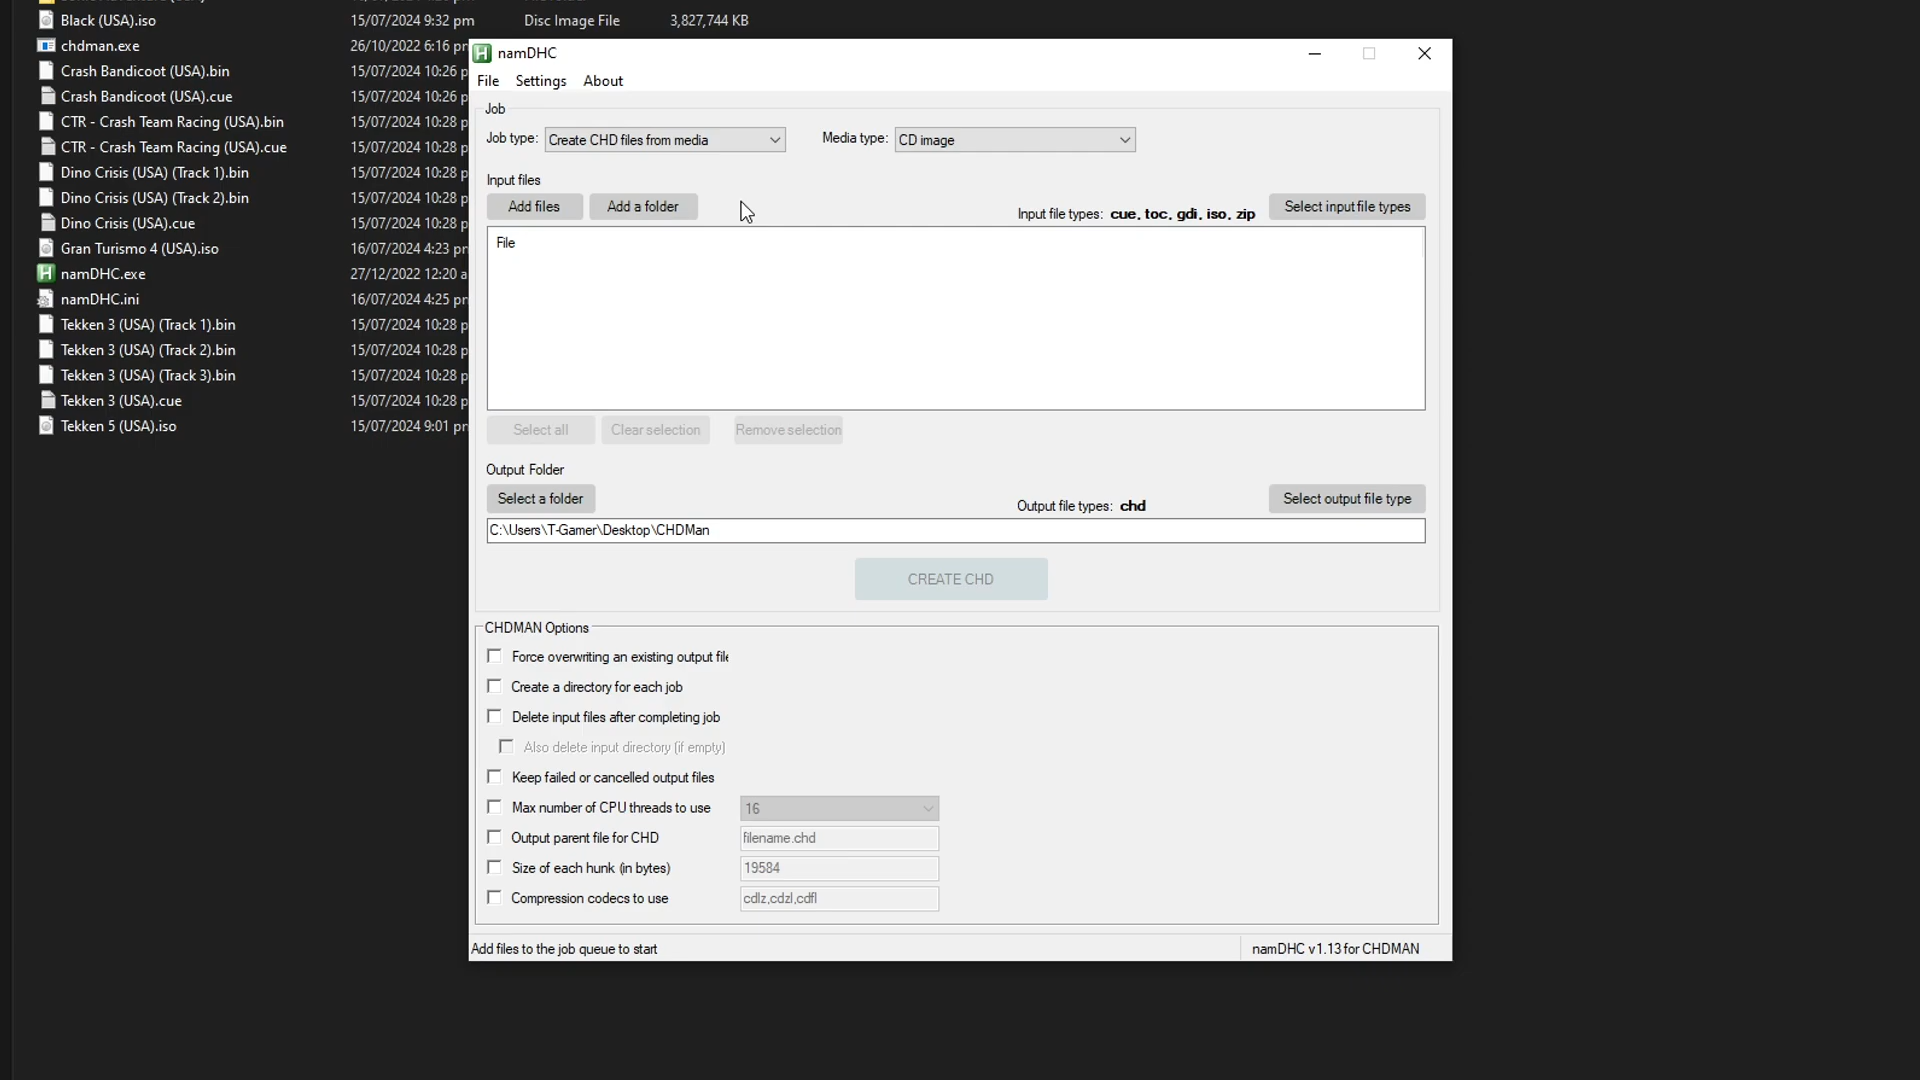 Black (USA).iso 15/07/2024 9:32 pm Disc Image File 3,827,744 KB
chdman.exe 26/10/2022 6:16 pm
Crash Bandicoot (USA).bin 15/07/2024 10:26 p
Crash Bandicoot (USA).cue 15/07/2024 10:26 p
CTR - Crash Team Racing (USA).bin 15/07/2024 10:28 p
CTR - Crash Team Racing (USA).cue 15/07/2024 10:28 p
Dino Crisis (USA) (Track 1).bin 15/07/2024 10:28 p
Dino Crisis (USA) (Track 2).bin 15/07/2024 10:28 p
Dino Crisis (USA).cue 15/07/2024 10:28 p
Gran Turismo 4 (USA).iso 16/07/2024 4:23 pm
namDHC.exe 27/12/2022 12:20 a
namDHC.ini 16/07/2024 4:25 pm
Tekken 3 (USA) (Track 1).bin 15/07/2024 10:28 p
Tekken 3 (USA) (Track 2).bin 15/07/2024 10:28 p
Tekken 3 (USA) (Track 3).bin 15/07/2024 10:28 p
Tekken 3 (USA).cue 15/07/2024 10:28 p
Tekken 5 (USA).iso 15/07/2024 9:01 pm
namDHC
File Settings About
Job
Job type: Create CHD files from media Media type: CD image
Input files
Add files Add a folder Input file types: cue, toc, gdi, iso, zip Select input file types
File
Select all Clear selection Remove selection
Output Folder
Select a folder Output file types: chd Select output file type
C:\Users\T-Gamer\Desktop\CHDMan
CREATE CHD
CHDMAN Options
Force overwriting an existing output file
Create a directory for each job
Delete input files after completing job
Also delete input directory (if empty)
Keep failed or cancelled output files
Max number of CPU threads to use 16
Output parent file for CHD filename.chd
Size of each hunk (in bytes) 19584
Compression codecs to use cdlz,cdzl,cdfl
Add files to the job queue to start namDHC v1.13 for CHDMAN